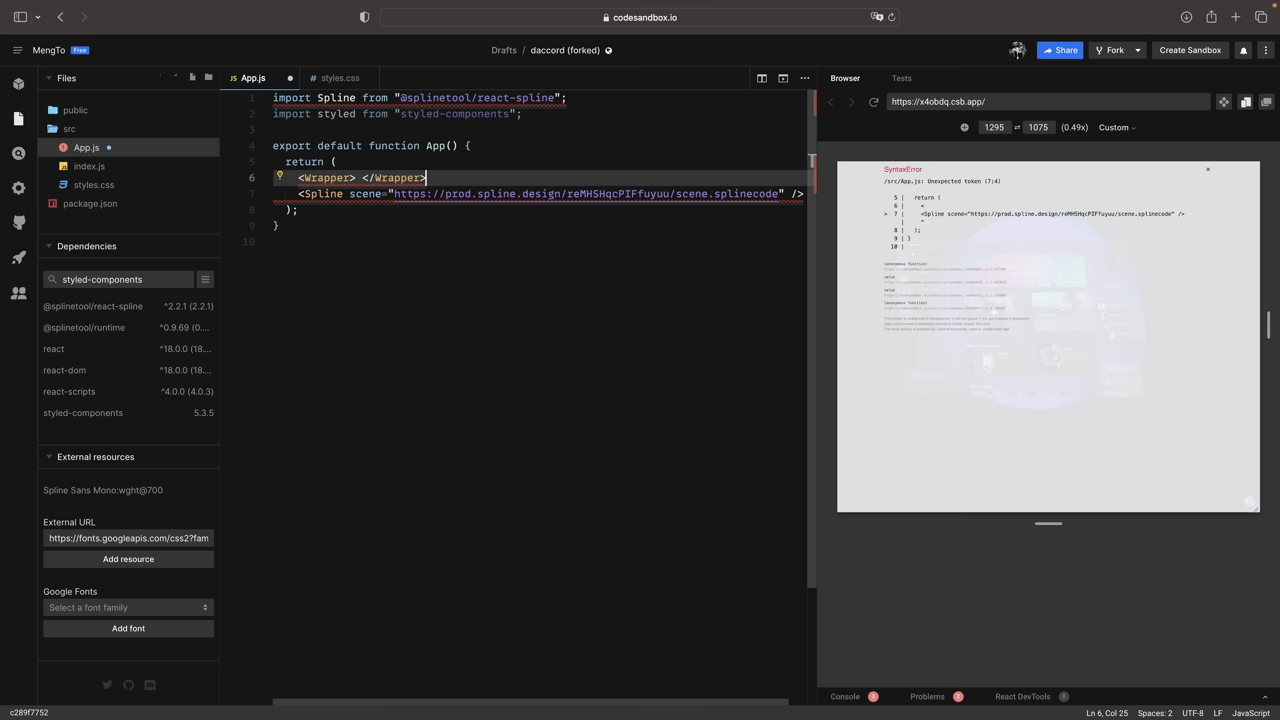 codesandbox.io
MengTo Free
Drafts / daccord (forked)
Share
Fork
Create Sandbox
Files
public
src
App.js
index.js
styles.css
package.json
Dependencies
styled-components
@splinetool/react-spline ^2.2.1 (2.2.1)
@splinetool/runtime
react ^18.0.0 (18....
react-dom ^18.0.0 (18....
react-scripts ^4.0.0 (4.0.3)
styled-components 5.3.5
External resources
Spline Sans Mono:wght@700
External URL
https://fonts.googleapis.com/css2?fam
Add resource
Google Fonts
Select a font family
Add font
c289f7752
JS App.js
styles.css
1 import Spline from "@splinetool/react-spline";
2 import styled from "styled-components";
3
4 export default function App() {
5 return (
6 <Wrapper> </Wrapper>
7 <Spline scene="https://prod.spline.design/reMHSHqcPIFfuyuu/scene.splinecode" />
8 );
9 }
10
Browser
Tests
https://x4obdq.csb.app/
1295 1075 (0.49x) Custom
SyntaxError
/src/App.js: Unexpected token (7:4)
5 | return (
6 | <
> 7 | <Spline scene="https://prod.spline.design/reMHSHqcPIFfuyuu/scene.splinecode" />
| ^
8 | );
9 | }
10 |
(anonymous function)
value
value
(anonymous function)
Console 3
Problems 2
React DevTools 0
Ln 6, Col 25 Spaces: 2 UTF-8 LF JavaScript